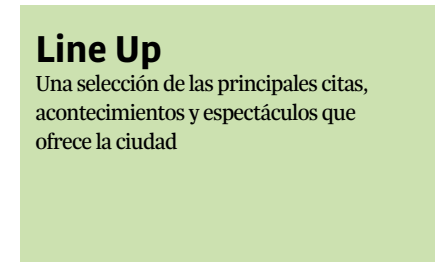 Line Up
Una selección de las principales citas,
acontecimientos y espectáculos que
ofrece la ciudad